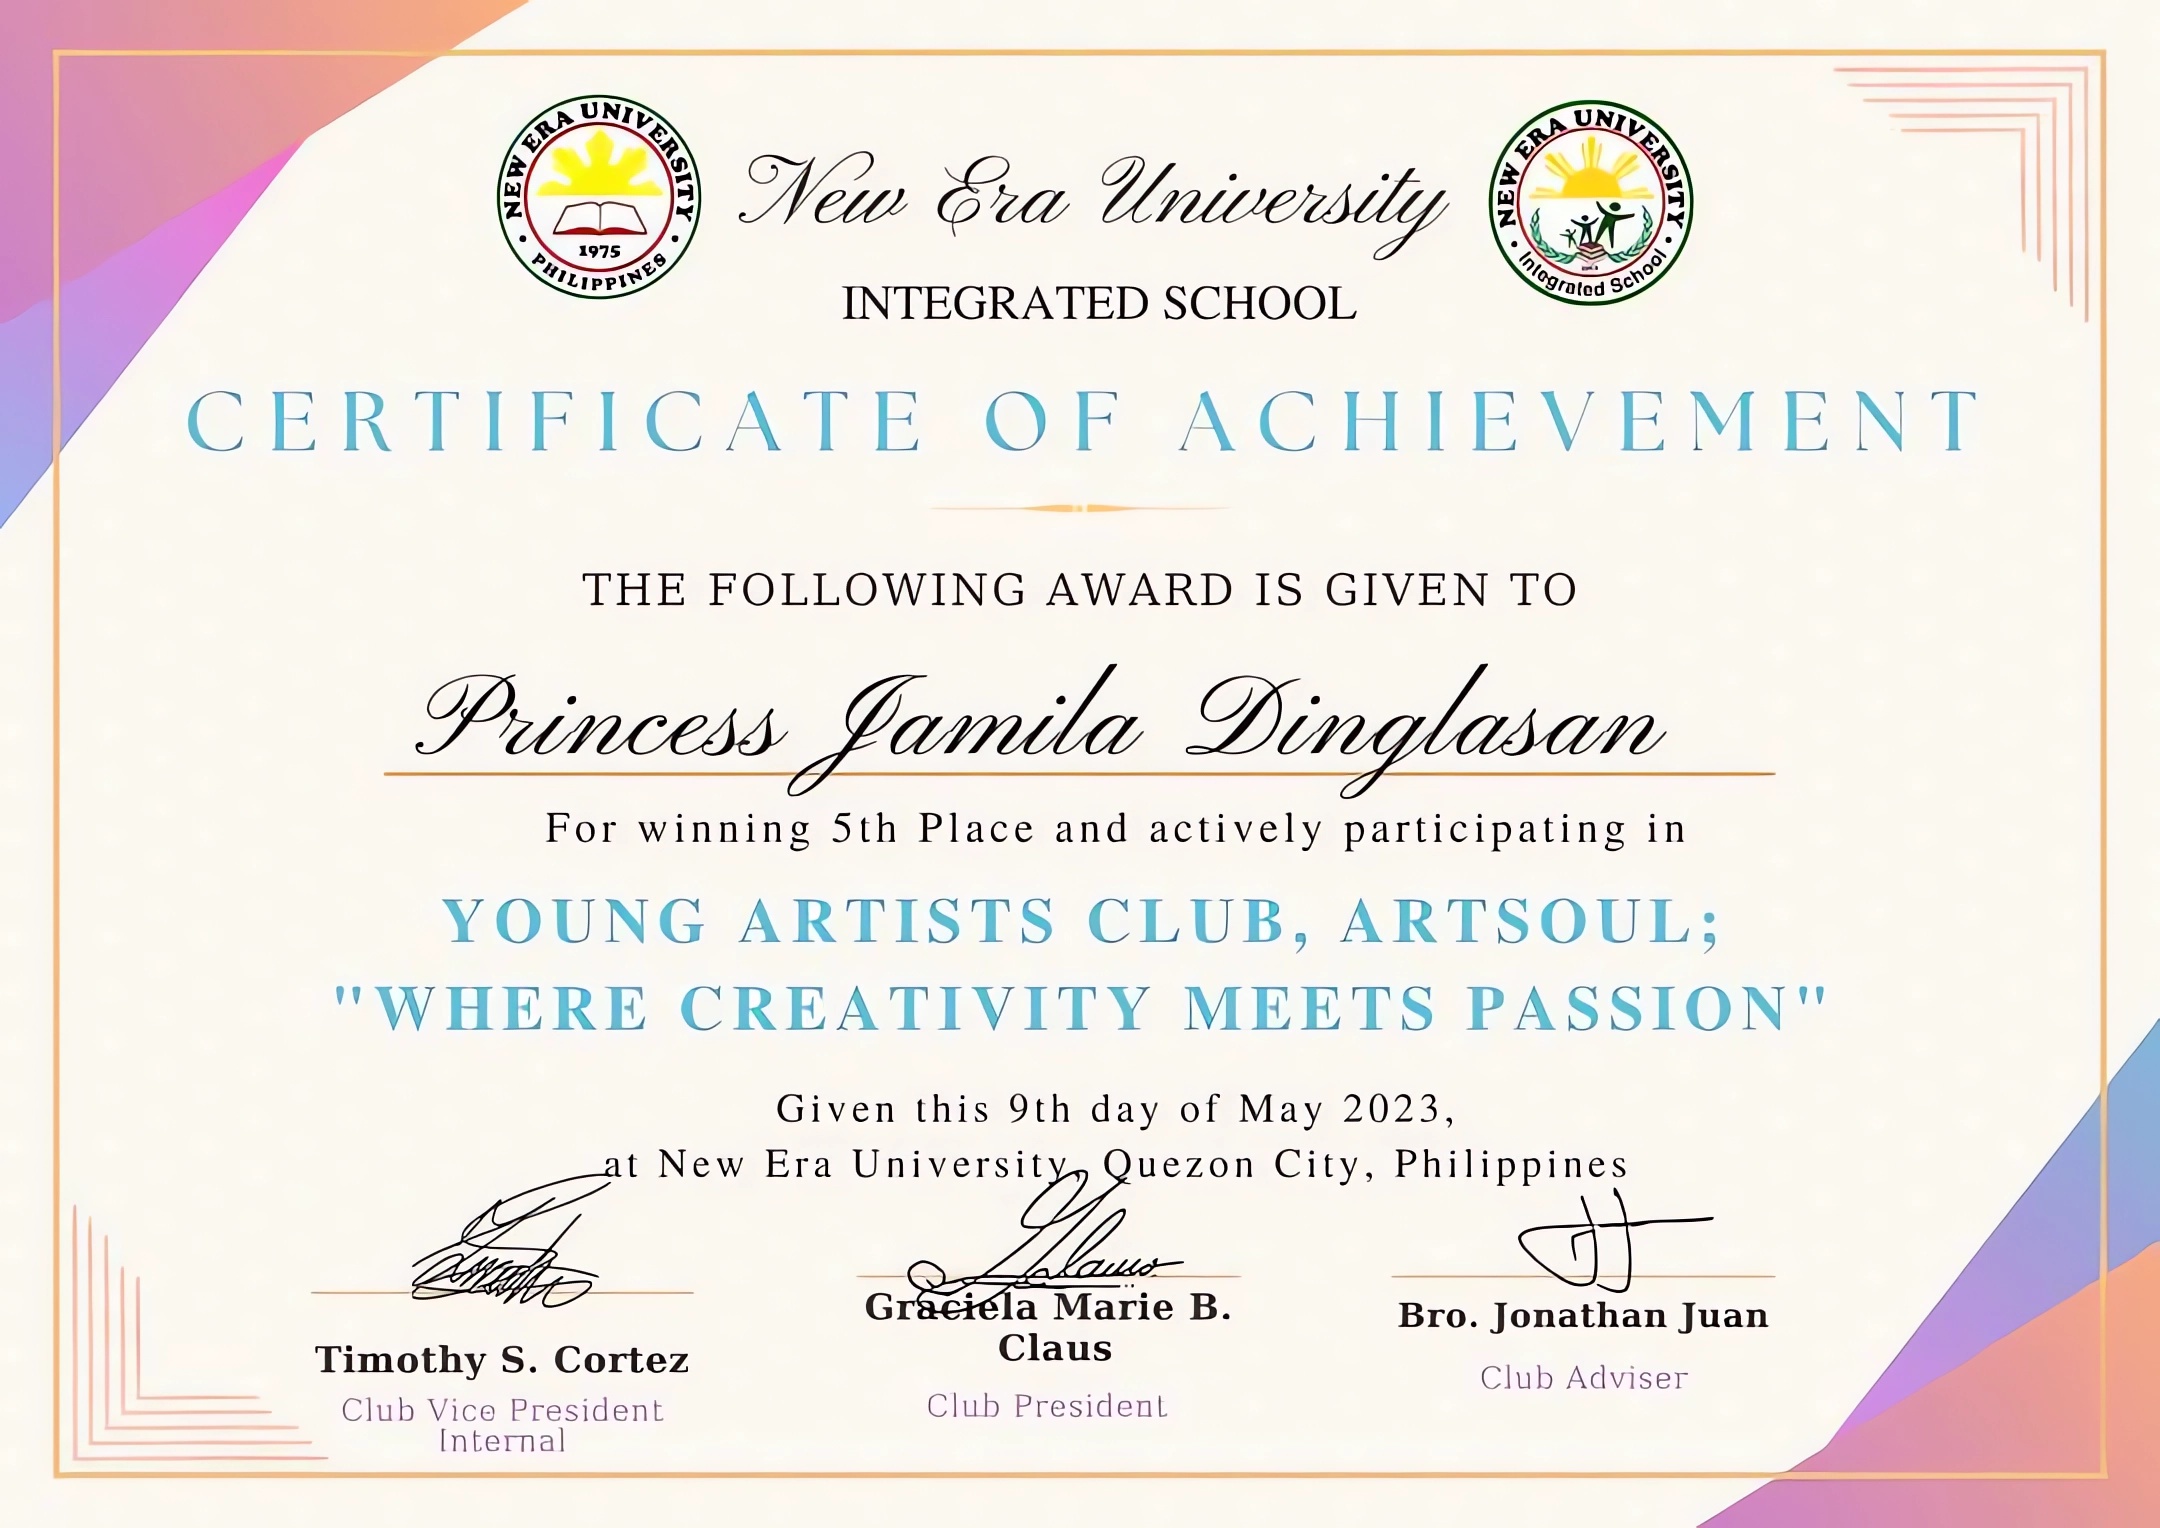 NEW ERA UNIVERSITY
1975
PHILIPPINES
New Era University
INTEGRATED SCHOOL
NEW ERA UNIVERSITY
Integrated School
CERTIFICATE OF ACHIEVEMENT
THE FOLLOWING AWARD IS GIVEN TO
Princess Jamila Dinglasan
For winning 5th Place and actively participating in
YOUNG ARTISTS CLUB, ARTSOUL;
"WHERE CREATIVITY MEETS PASSION"
Given this 9th day of May 2023,
at New Era University, Quezon City, Philippines
Timothy S. Cortez
Club Vice President
Internal
Graciela Marie B.
Claus
Club President
Bro. Jonathan Juan
Club Adviser